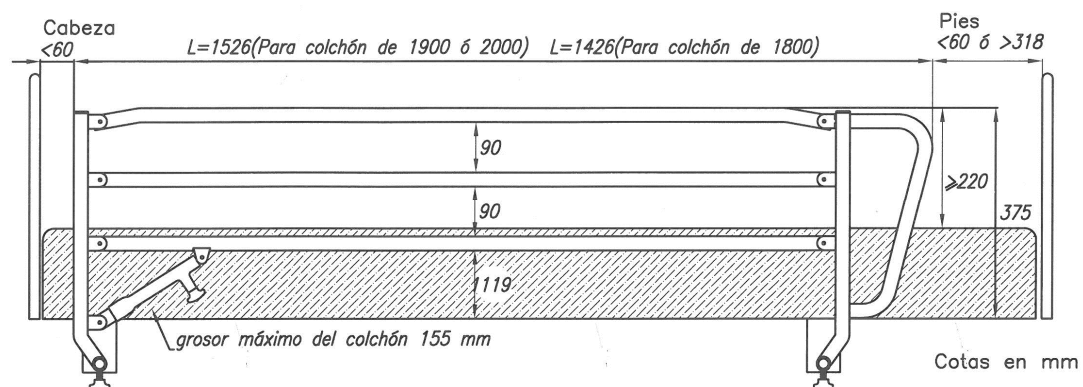 Cabeza
<60
L=1526(Para colchón de 1900 ó 2000)
L=1426(Para colchón de 1800)
Pies
<60 ó >318
90
90
⩾220
375
1119
grosor máximo del colchón 155 mm
Cotas en mm